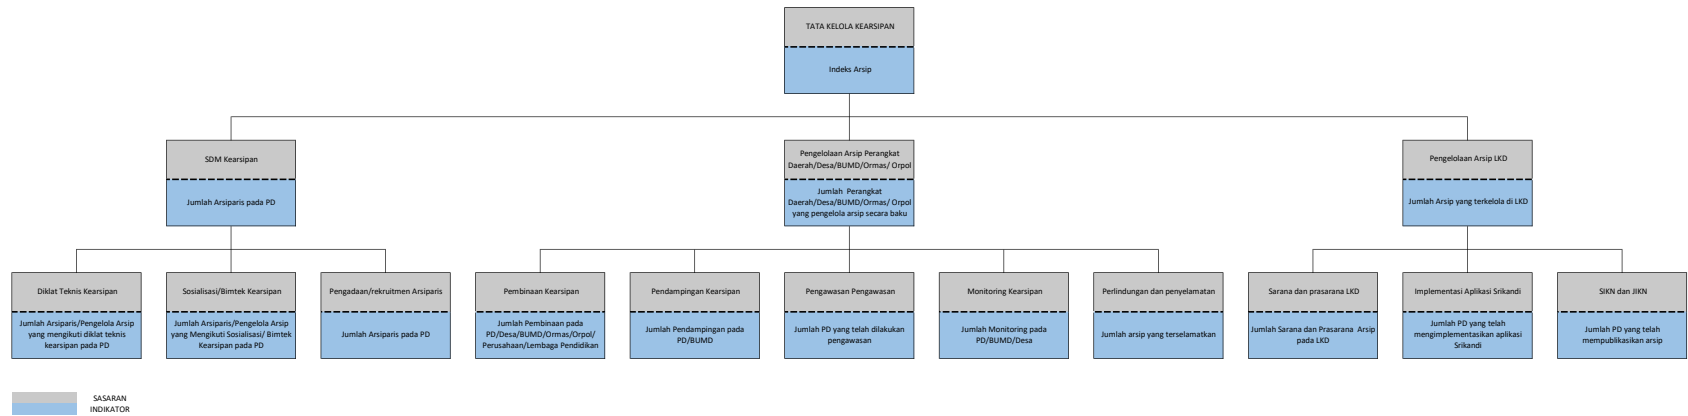 TATA KELOLA KEARSIPAN
Indeks Arsip
SDM Kearsipan
Jumlah Arsiparis pada PD
Pengelolaan Arsip Perangkat
Daerah/Desa/BUMD/Ormas/ Orpol
Jumlah Perangkat
Daerah/Desa/BUMD/Ormas/ Orpol
yang pengelola arsip secara baku
Pengelolaan Arsip LKD
Jumlah Arsip yang terkelola di LKD
Diklat Teknis Kearsipan
Jumlah Arsiparis/Pengelola Arsip
yang mengikuti diklat tekniks
kearsipan pada PD
Sosialisasi/Bimtek Kearsipan
Jumlah Arsiparis/Pengelola Arsip
yang Mengikuti Sosialisasi/ Bimtek
Kearsipan pada PD
Pengadaan/rekruitmen Arsiparis
Jumlah Arsiparis pada PD
Pembinaan Kearsipan
Jumlah Pembinaan pada
PD/Desa/BUMD/Ormas/Orpol/
Perusahaan/Lembaga Pendidikan
Pendampingan Kearsipan
Jumlah Pendampingan pada
PD/BUMD
Pengawasan Pengawasan
Jumlah PD yang telah dilakukan
pengawasan
Monitoring Kearsipan
Jumlah Monitoring pada
PD/BUMD/Desa
Perlindungan dan penyelamatan
Jumlah arsip yang terselamatkan
Sarana dan prasarana LKD
Jumlah Sarana dan Prasarana  Arsip
pada LKD
Implementasi Aplikasi Srikandi
Jumlah PD yang telah
mengimplementasikan aplikasi
Srikandi
SIKN dan JIKN
Jumlah PD yang telah
mempublikasikan arsip
SASARAN
INDIKATOR